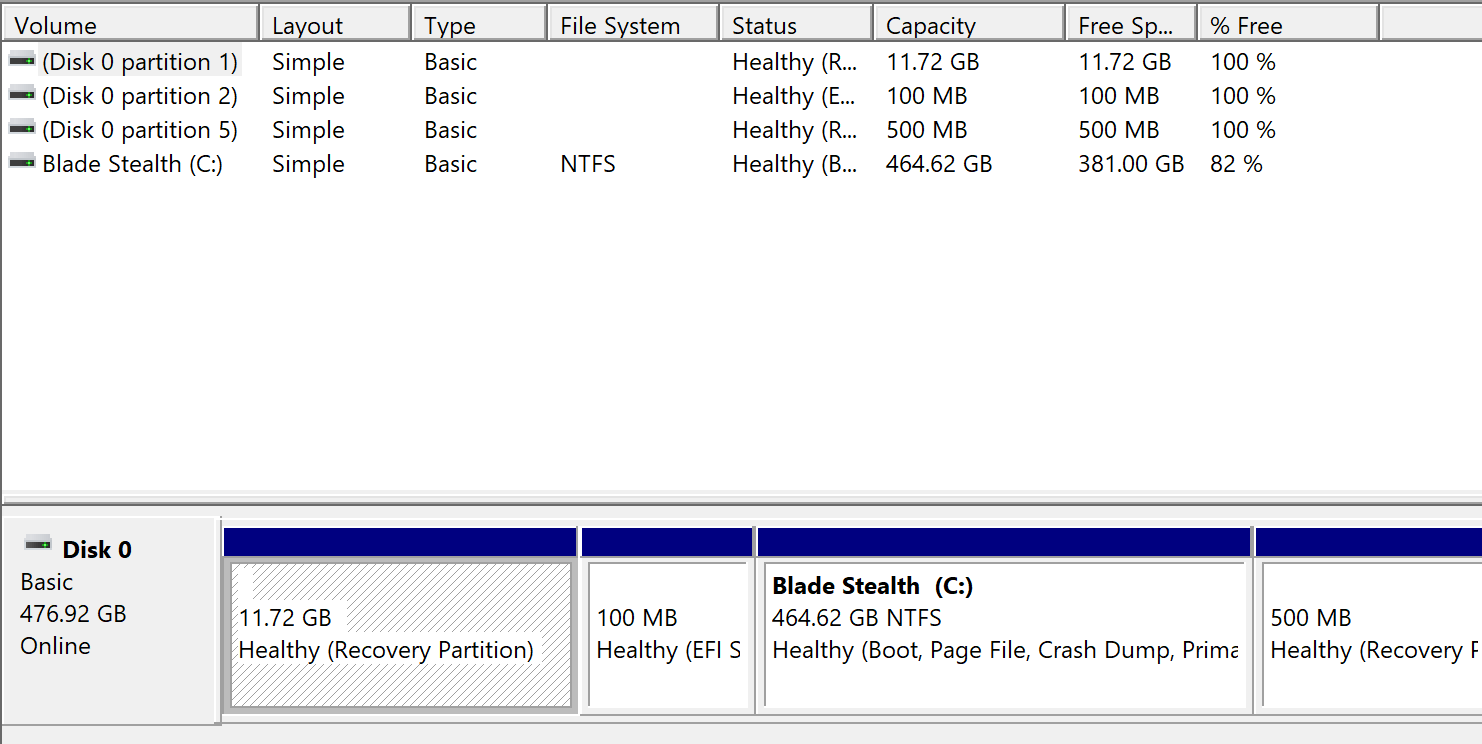 Volume Layout Type File System Status Capacity Free Sp... % Free
(Disk 0 partition 1) Simple Basic Healthy (R... 11.72 GB 11.72 GB 100 %
(Disk 0 partition 2) Simple Basic Healthy (E... 100 MB 100 MB 100 %
(Disk 0 partition 5) Simple Basic Healthy (R... 500 MB 500 MB 100 %
Blade Stealth (C:) Simple Basic NTFS Healthy (B... 464.62 GB 381.00 GB 82 %
Disk 0
Basic
476.92 GB
Online
11.72 GB
Healthy (Recovery Partition)
100 MB
Healthy (EFI S
Blade Stealth (C:)
464.62 GB NTFS
Healthy (Boot, Page File, Crash Dump, Prima
500 MB
Healthy (Recovery P